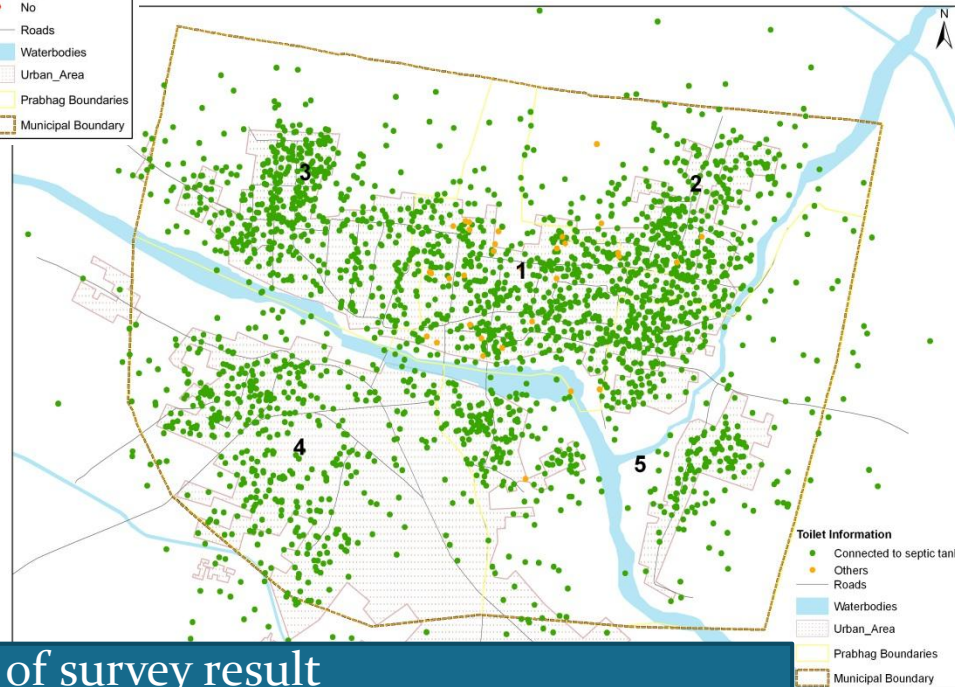 No
Roads
Waterbodies
Urban_Area
Prabhag Boundaries
Municipal Boundary
N
3
2
1
4
5
Toilet Information
Connected to septic tank
Others
Roads
Waterbodies
Urban_Area
Prabhag Boundaries
Municipal Boundary
of survey result